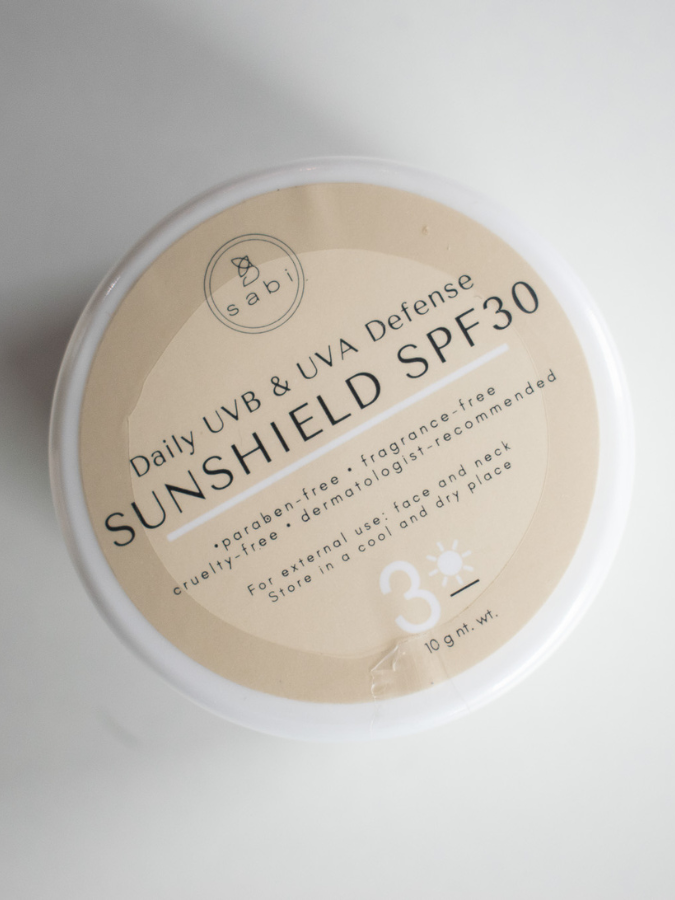 sabi
Daily UVB & UVA Defense
SUNSHIELD SPF30
•paraben-free • fragrance-free
cruelty-free • dermatologist-recommended
For external use: face and neck
Store in a cool and dry place
3
10 g nt. wt.